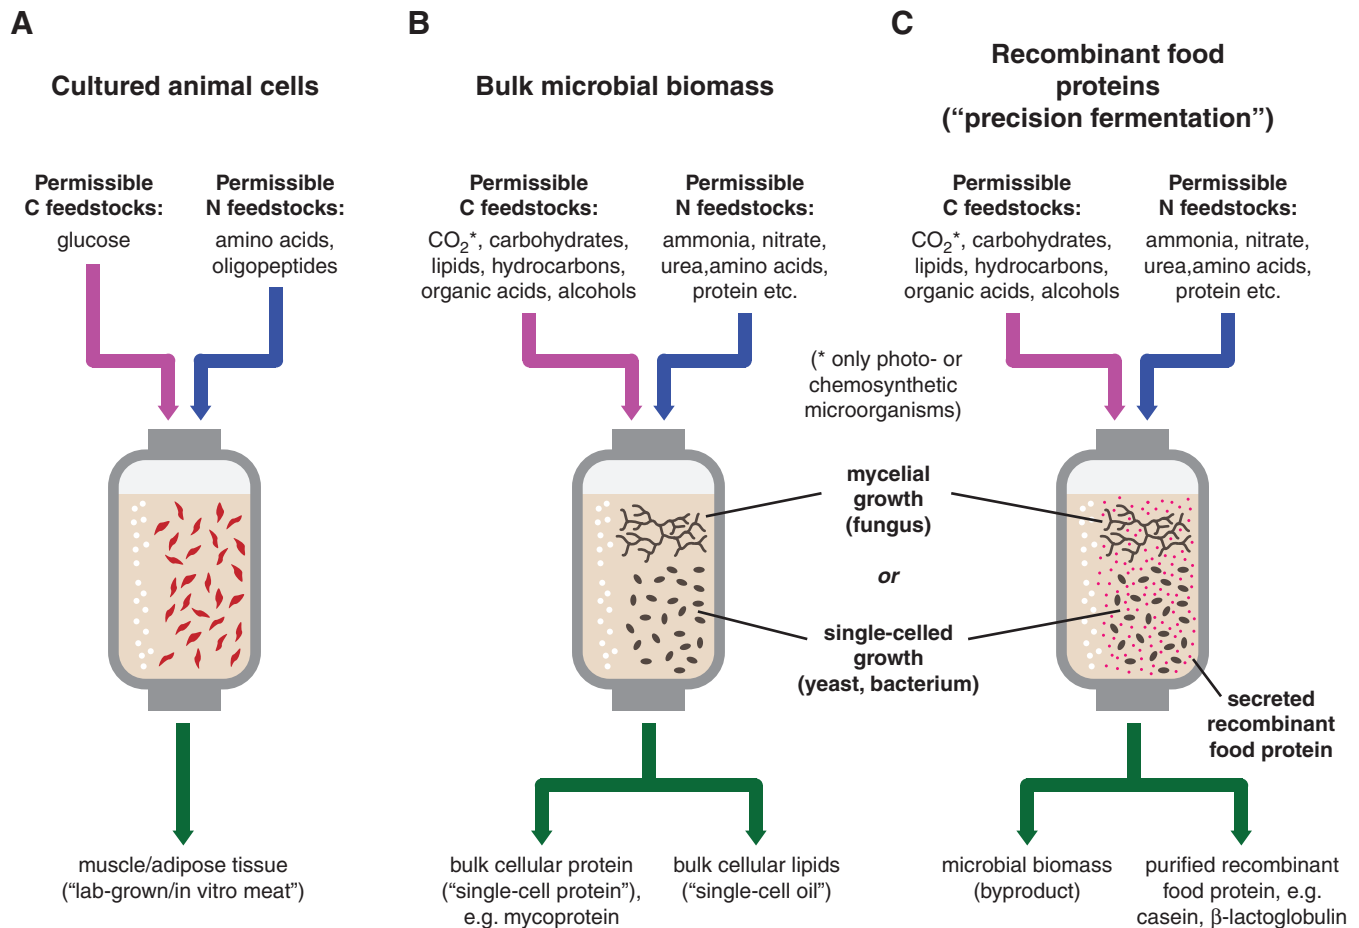 A
Cultured animal cells
Permissible
C feedstocks:
glucose
Permissible
N feedstocks:
amino acids,
oligopeptides
muscle/adipose tissue
(“lab-grown/in vitro meat”)
B
Bulk microbial biomass
Permissible
C feedstocks:
CO₂*, carbohydrates,
lipids, hydrocarbons,
organic acids, alcohols
Permissible
N feedstocks:
ammonia, nitrate,
urea,amino acids,
protein etc.
(* only photo- or
chemosynthetic
microorganisms)
mycelial
growth
(fungus)
or
single-celled
growth
(yeast, bacterium)
bulk cellular protein
(“single-cell protein”),
e.g. mycoprotein
bulk cellular lipids
(“single-cell oil”)
C
Recombinant food
proteins
(“precision fermentation”)
Permissible
C feedstocks:
CO₂*, carbohydrates,
lipids, hydrocarbons,
organic acids, alcohols
Permissible
N feedstocks:
ammonia, nitrate,
urea,amino acids,
protein etc.
secreted
recombinant
food protein
microbial biomass
(byproduct)
purified recombinant
food protein, e.g.
casein, β-lactoglobulin